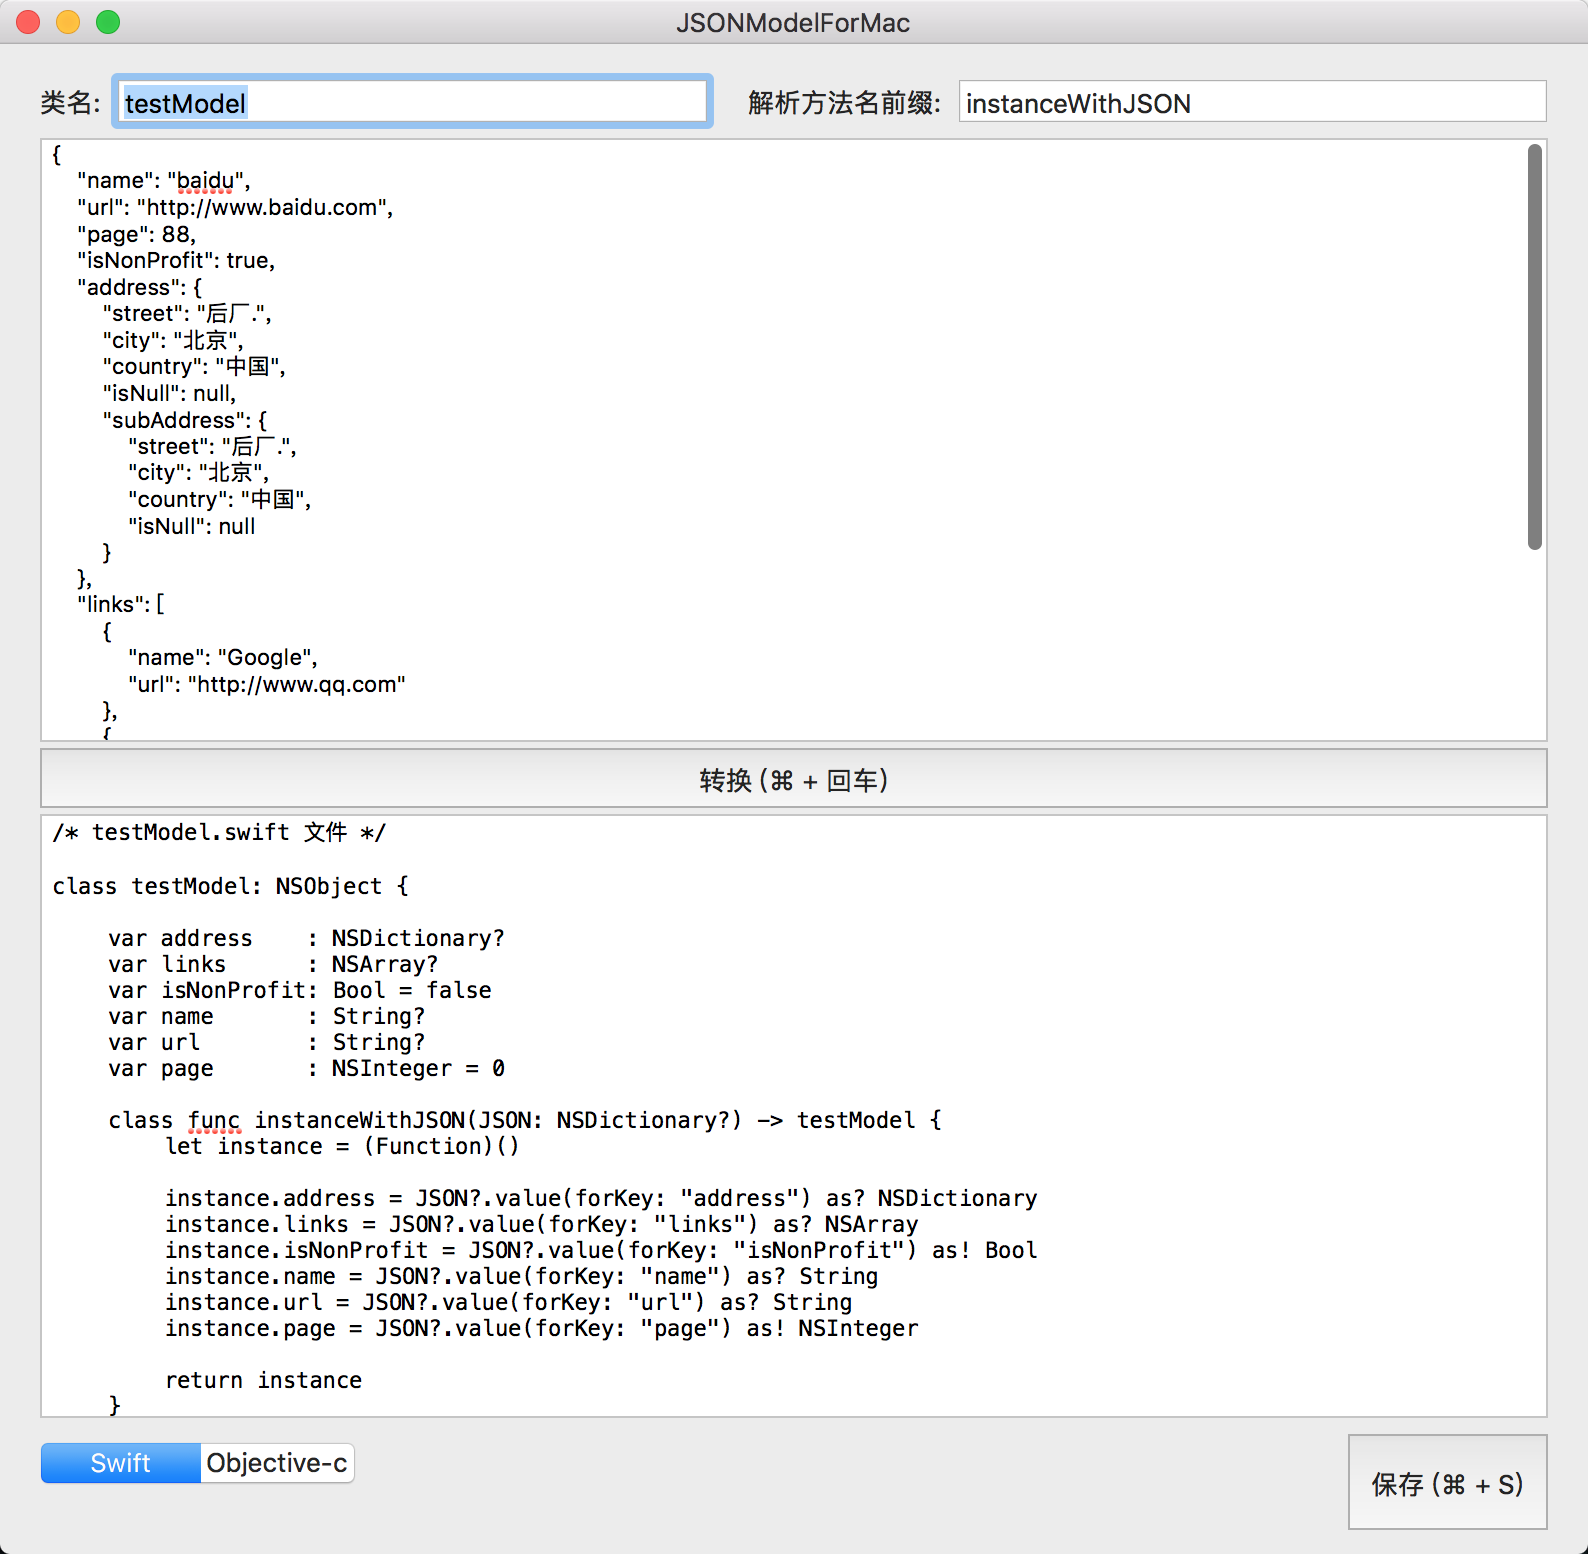 JSONModelForMac
类名: testModel 解析方法名前缀: instanceWithJSON
{
"name": "baidu",
"url": "http://www.baidu.com",
"page": 88,
"isNonProfit": true,
"address": {
"street": "后厂.",
"city": "北京",
"country": "中国",
"isNull": null,
"subAddress": {
"street": "后厂.",
"city": "北京",
"country": "中国",
"isNull": null
}
},
"links": [
{
"name": "Google",
"url": "http://www.qq.com"
},
{
转换 (⌘ + 回车)
/* testModel.swift 文件 */
class testModel: NSObject {
var address    : NSDictionary?
var links      : NSArray?
var isNonProfit: Bool = false
var name       : String?
var url        : String?
var page       : NSInteger = 0
class func instanceWithJSON(JSON: NSDictionary?) -> testModel {
let instance = (Function)()
instance.address = JSON?.value(forKey: "address") as? NSDictionary
instance.links = JSON?.value(forKey: "links") as? NSArray
instance.isNonProfit = JSON?.value(forKey: "isNonProfit") as! Bool
instance.name = JSON?.value(forKey: "name") as? String
instance.url = JSON?.value(forKey: "url") as? String
instance.page = JSON?.value(forKey: "page") as! NSInteger
return instance
}
Swift Objective-c
保存 (⌘ + S)